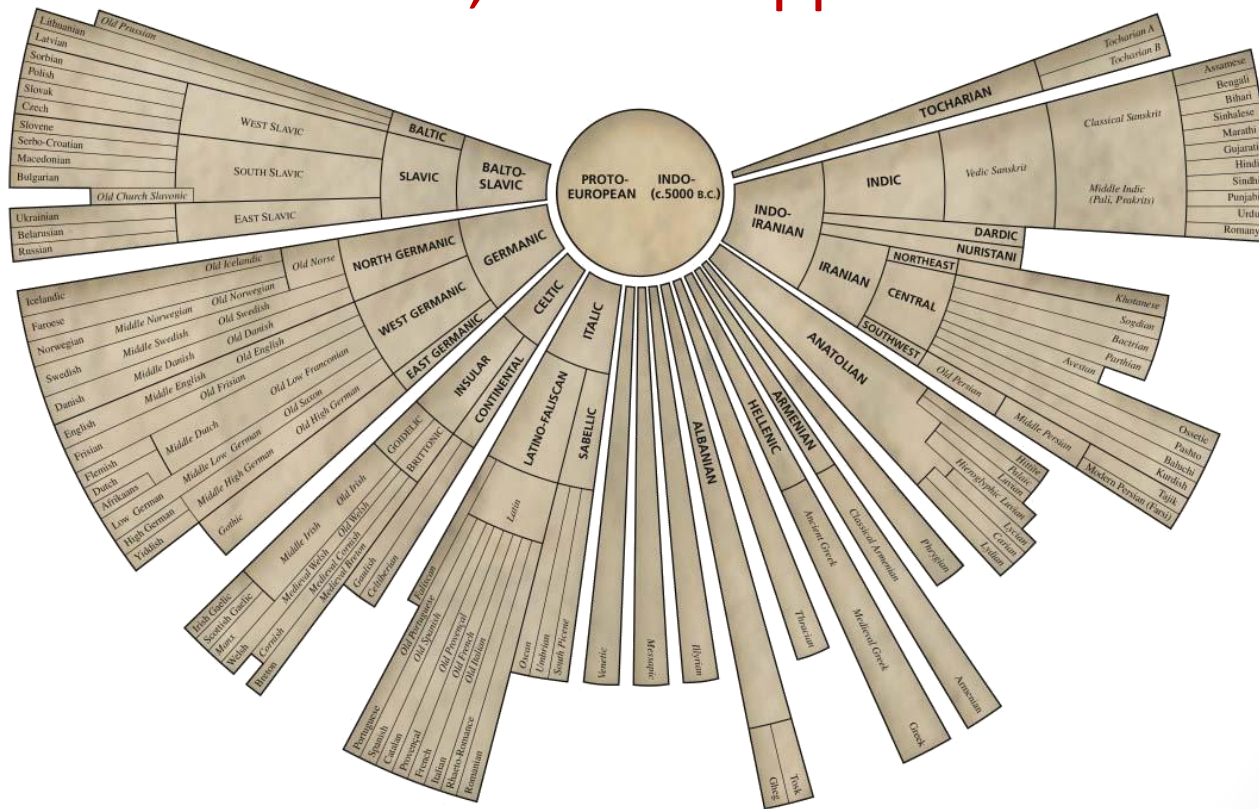 PROTO- INDO-
EUROPEAN (c.5000 B.C.)
BALTO-
SLAVIC
BALTIC
Old Prussian
Lithuanian
Latvian
SLAVIC
WEST SLAVIC
Sorbian
Polish
Slovak
Czech
SOUTH SLAVIC
Slovene
Serbo-Croatian
Macedonian
Bulgarian
Old Church Slavonic
EAST SLAVIC
Ukrainian
Belarusian
Russian
GERMANIC
NORTH GERMANIC
Old Norse
Old Icelandic
Icelandic
Faroese
Old Norwegian
Middle Norwegian
Norwegian
Old Swedish
Middle Swedish
Swedish
Old Danish
Middle Danish
Danish
WEST GERMANIC
Old English
Middle English
English
Old Frisian
Frisian
Old Low Franconian
Middle Dutch
Flemish
Dutch
Afrikaans
Old Saxon
Middle Low German
Low German
Old High German
Middle High German
High German
Yiddish
EAST GERMANIC
Gothic
CELTIC
INSULAR
GOIDELIC
Old Irish
Middle Irish
Irish Gaelic
Scottish Gaelic
Manx
BRITTONIC
Old Welsh
Medieval Welsh
Welsh
Medieval Cornish
Cornish
Medieval Breton
Breton
CONTINENTAL
Gaulish
Celtiberian
ITALIC
LATINO-FALISCAN
Faliscan
Latin
Old Portuguese
Old Spanish
Old Provençal
Old French
Old Italian
Portuguese
Spanish
Catalan
Provençal
French
Italian
Rhaeto-Romance
Romanian
SABELLIC
Oscan
Umbrian
South Picene
Venetic
Messapic
Illyrian
ALBANIAN
Gheg
Tosk
Thracian
HELLENIC
Ancient Greek
Medieval Greek
Greek
ARMENIAN
Classical Armenian
Armenian
Phrygian
ANATOLIAN
Hittite
Palaic
Luvian
Hieroglyphic Luvian
Lycian
Carian
Lydian
INDO-
IRANIAN
IRANIAN
SOUTHWEST
Old Persian
Middle Persian
Modern Persian (Farsi)
Tajik
CENTRAL
Avestan
Kurdish
Baluchi
Pashto
Ossetic
NORTHEAST
Khotanese
Sogdian
Bactrian
Parthian
NURISTANI
DARDIC
INDIC
Vedic Sanskrit
Classical Sanskrit
Middle Indic
(Pali, Prakrits)
Assamese
Bengali
Bihari
Sinhalese
Marathi
Gujarati
Hindi
Sindhi
Punjabi
Urdu
Romany
TOCHARIAN
Tocharian A
Tocharian B